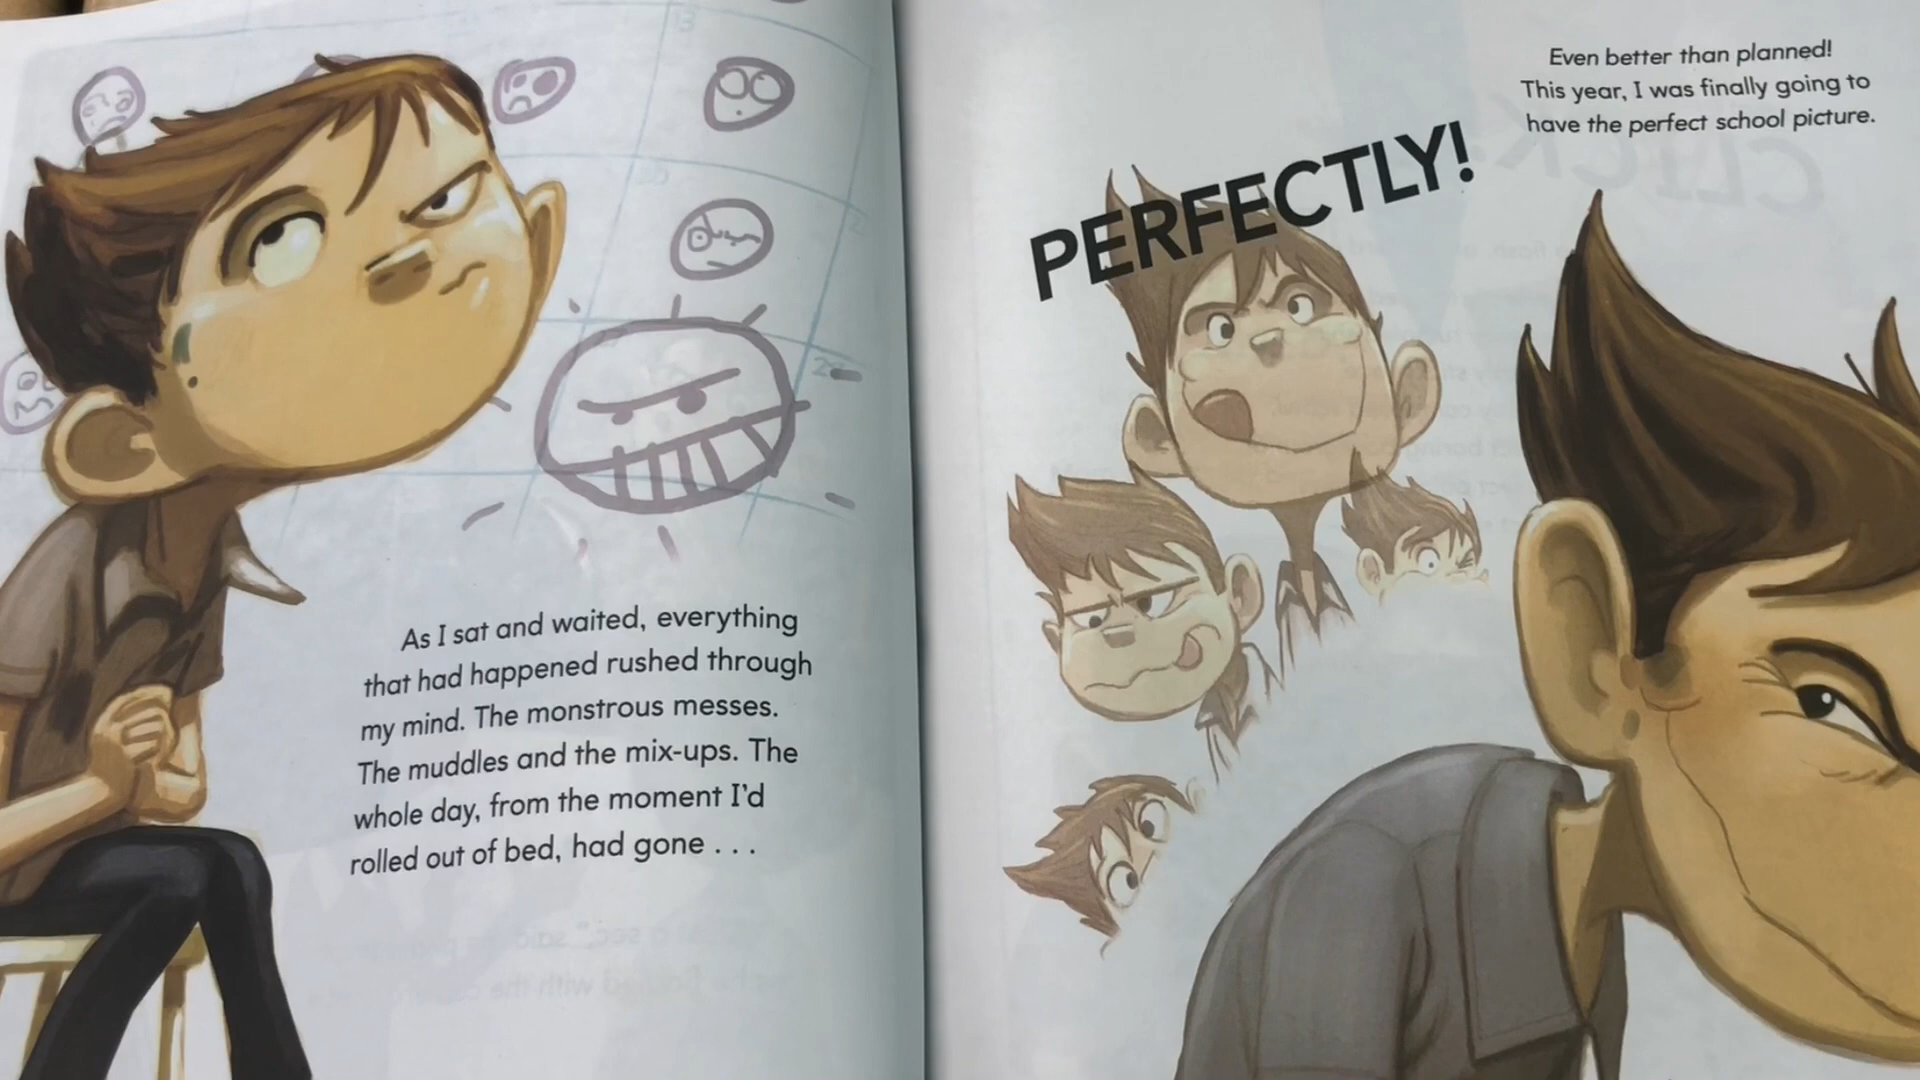 As I sat and waited, everything
that had happened rushed through
my mind. The monstrous messes.
The muddles and the mix-ups. The
whole day, from the moment I'd
rolled out of bed, had gone . . .
PERFECTLY!
Even better than planned!
This year, I was finally going to
have the perfect school picture.